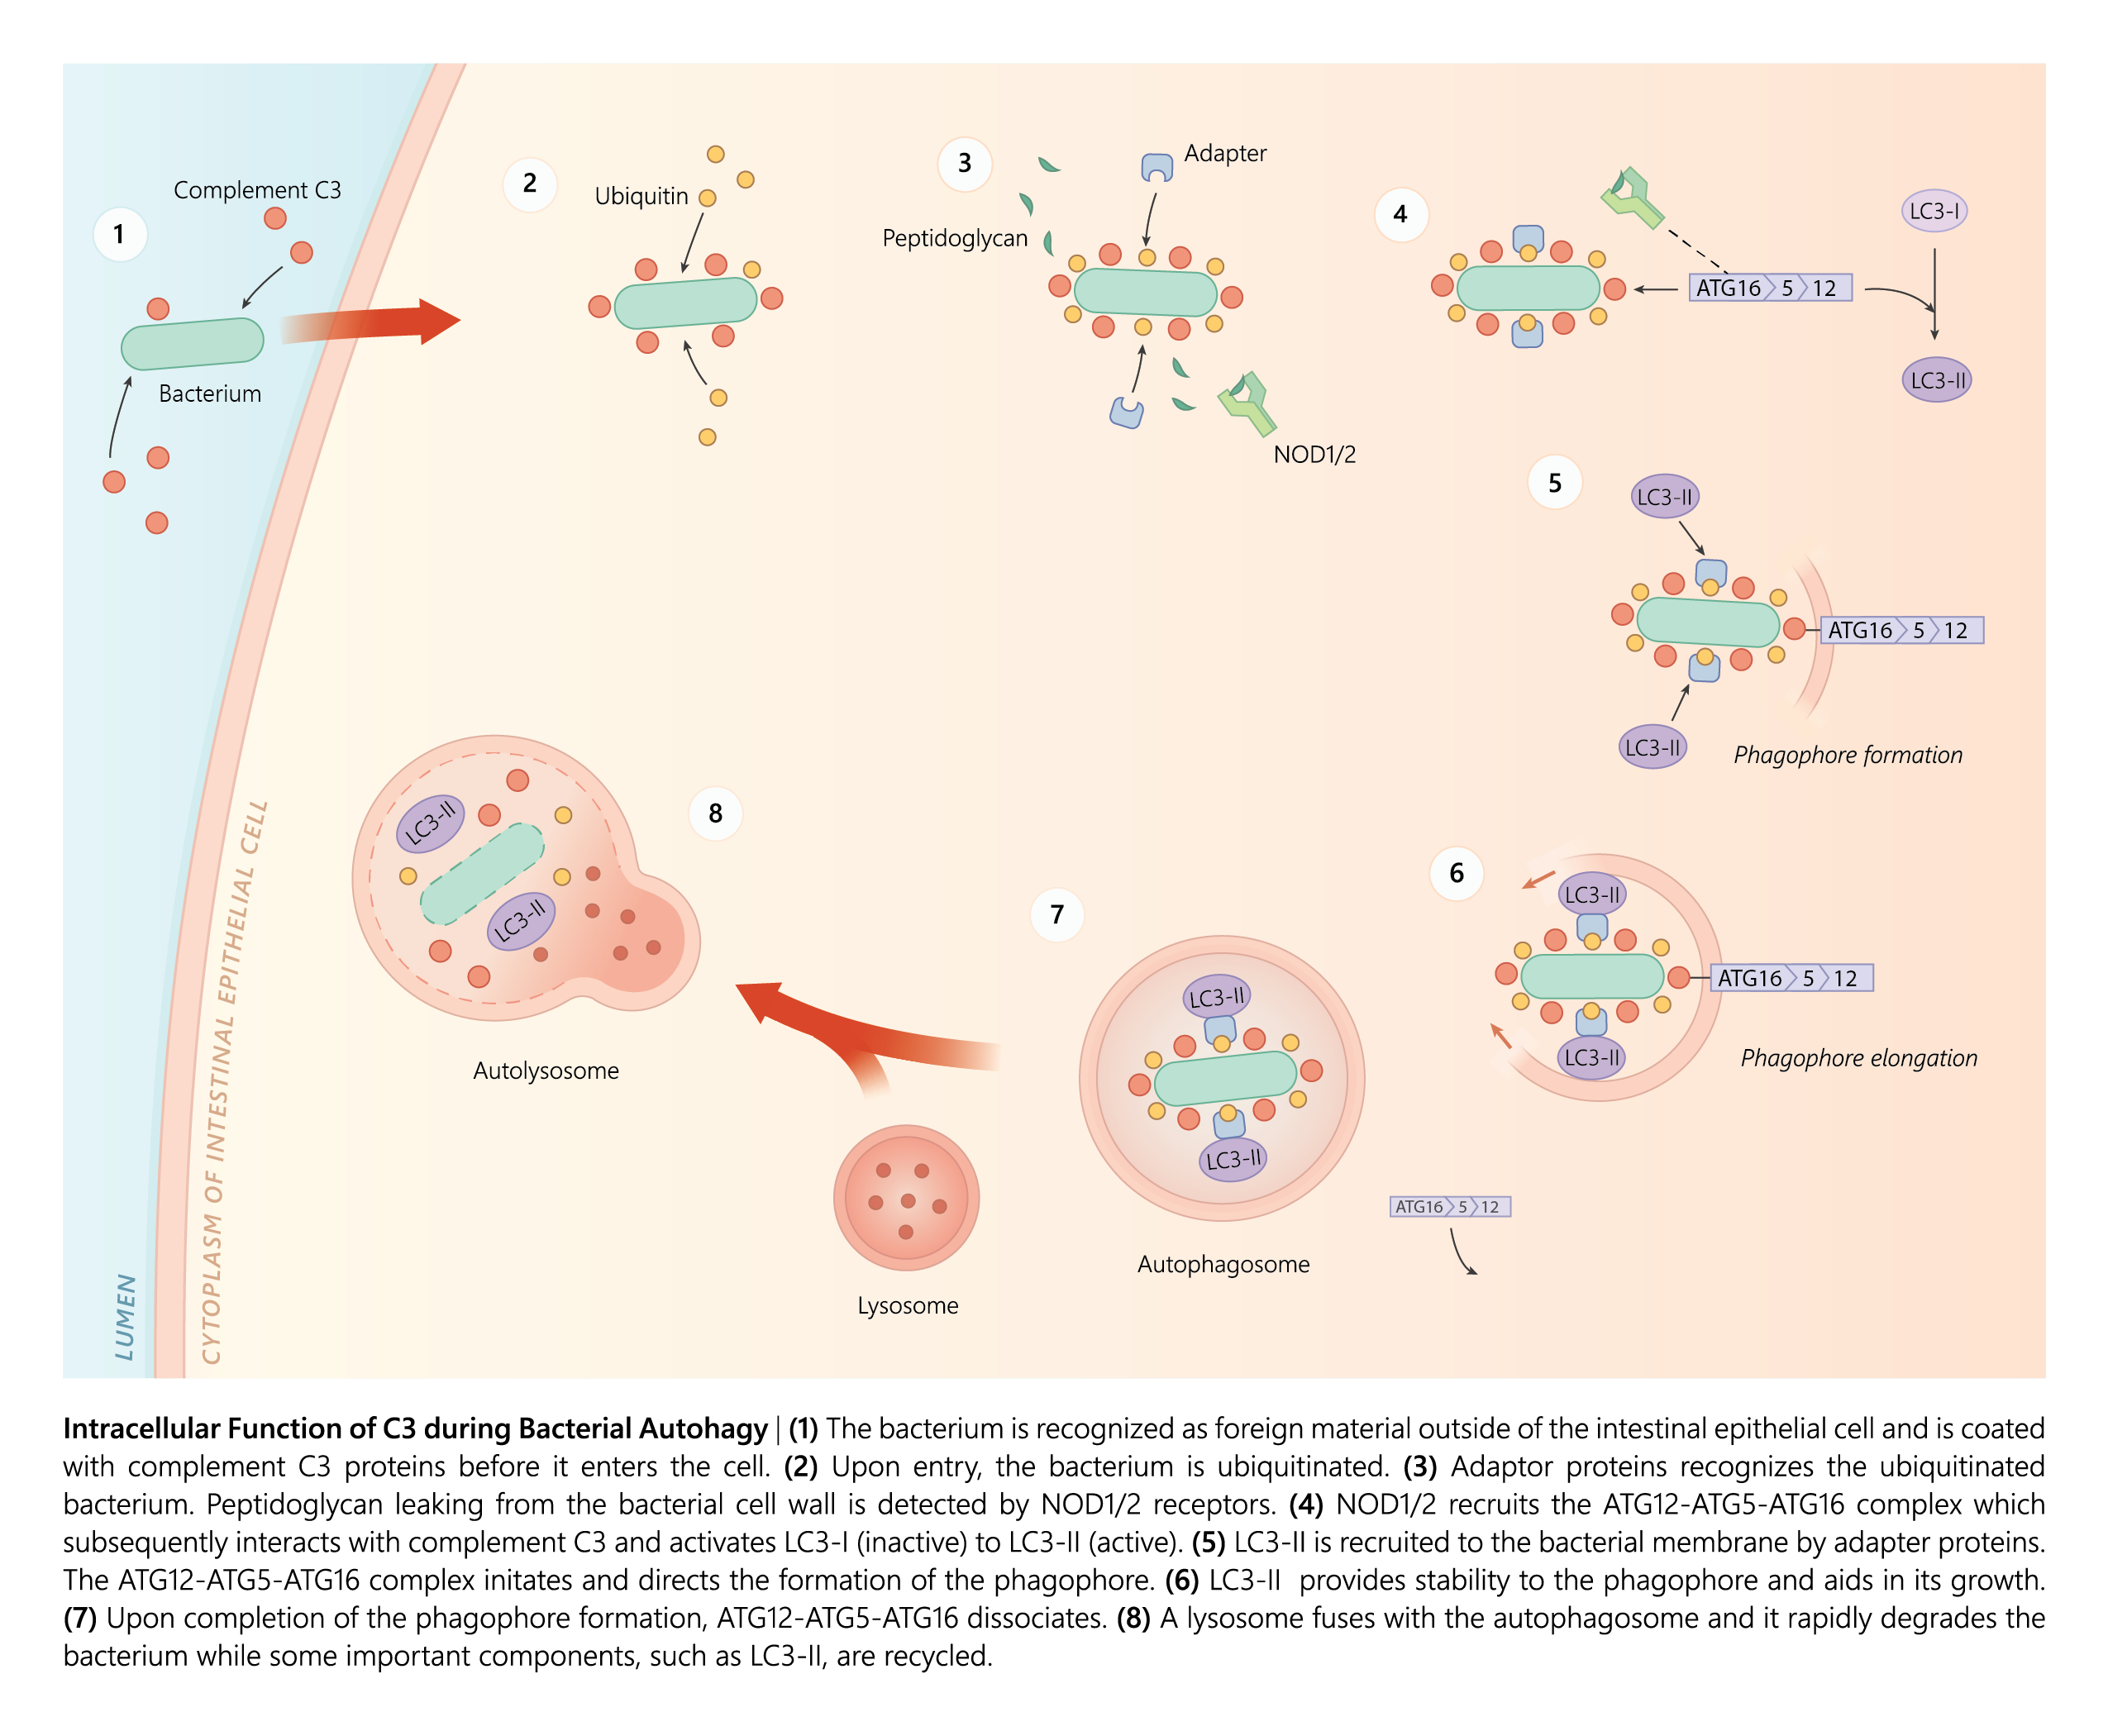 1
Complement C3
Bacterium
2
Ubiquitin
3
Adapter
Peptidoglycan
NOD1/2
4
ATG16 5 12
LC3-I
LC3-II
5
LC3-II
ATG16 5 12
LC3-II
Phagophore formation
6
LC3-II
ATG16 5 12
LC3-II
Phagophore elongation
7
LC3-II
LC3-II
Autophagosome
ATG16 5 12
Lysosome
8
LC3-II
LC3-II
Autolysosome
LUMEN
CYTOPLASM OF INTESTINAL EPITHELIAL CELL
Intracellular Function of C3 during Bacterial Autohagy | (1) The bacterium is recognized as foreign material outside of the intestinal epithelial cell and is coated
with complement C3 proteins before it enters the cell. (2) Upon entry, the bacterium is ubiquitinated. (3) Adaptor proteins recognizes the ubiquitinated
bacterium. Peptidoglycan leaking from the bacterial cell wall is detected by NOD1/2 receptors. (4) NOD1/2 recruits the ATG12-ATG5-ATG16 complex which
subsequently interacts with complement C3 and activates LC3-I (inactive) to LC3-II (active). (5) LC3-II is recruited to the bacterial membrane by adapter proteins.
The ATG12-ATG5-ATG16 complex initates and directs the formation of the phagophore. (6) LC3-II provides stability to the phagophore and aids in its growth.
(7) Upon completion of the phagophore formation, ATG12-ATG5-ATG16 dissociates. (8) A lysosome fuses with the autophagosome and it rapidly degrades the
bacterium while some important components, such as LC3-II, are recycled.